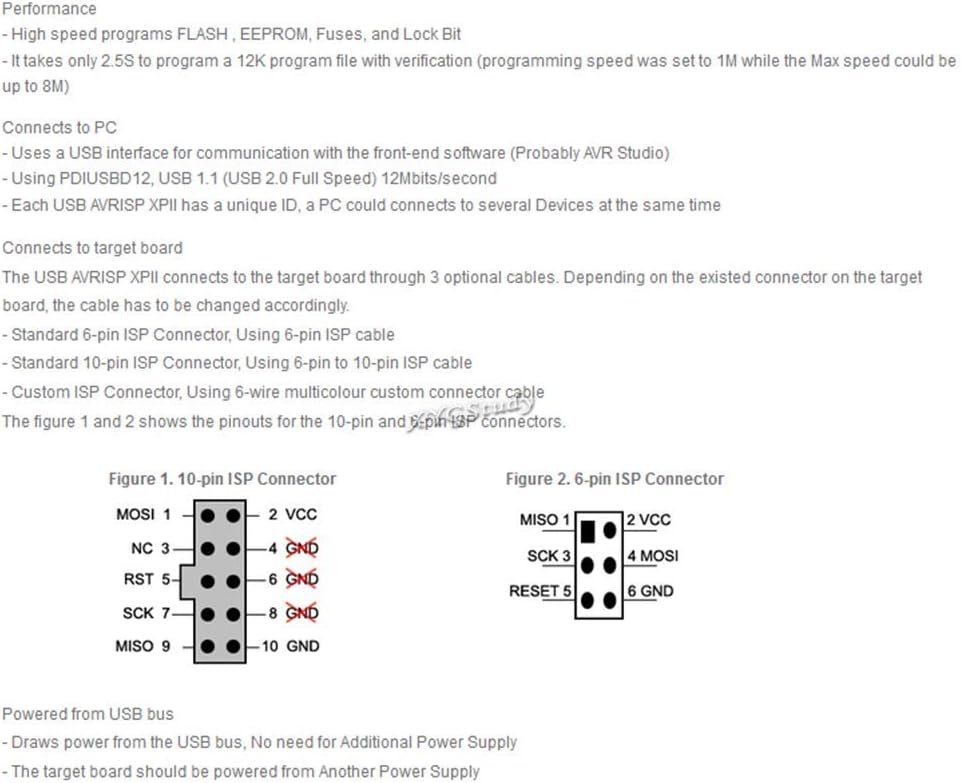 Performance
- High speed programs FLASH , EEPROM, Fuses, and Lock Bit
- It takes only 2.5S to program a 12K program file with verification (programming speed was set to 1M while the Max speed could be
up to 8M)
Connects to PC
- Uses a USB interface for communication with the front-end software (Probably AVR Studio)
- Using PDIUSBD12, USB 1.1 (USB 2.0 Full Speed) 12Mbits/second
- Each USB AVRISP XPII has a unique ID, a PC could connects to several Devices at the same time
Connects to target board
The USB AVRISP XPII connects to the target board through 3 optional cables. Depending on the existed connector on the target
board, the cable has to be changed accordingly.
- Standard 6-pin ISP Connector, Using 6-pin ISP cable
- Standard 10-pin ISP Connector, Using 6-pin to 10-pin ISP cable
- Custom ISP Connector, Using 6-wire multicolour custom connector cable
XYGStudy
The figure 1 and 2 shows the pinouts for the 10-pin and 6-pin ISP connectors.
Figure 1. 10-pin ISP Connector
MOSI 1 2 VCC
NC 3 4 GND
RST 5 6 GND
SCK 7 8 GND
MISO 9 10 GND
Figure 2. 6-pin ISP Connector
MISO 1 2 VCC
SCK 3 4 MOSI
RESET 5 6 GND
Powered from USB bus
- Draws power from the USB bus, No need for Additional Power Supply
- The target board should be powered from Another Power Supply